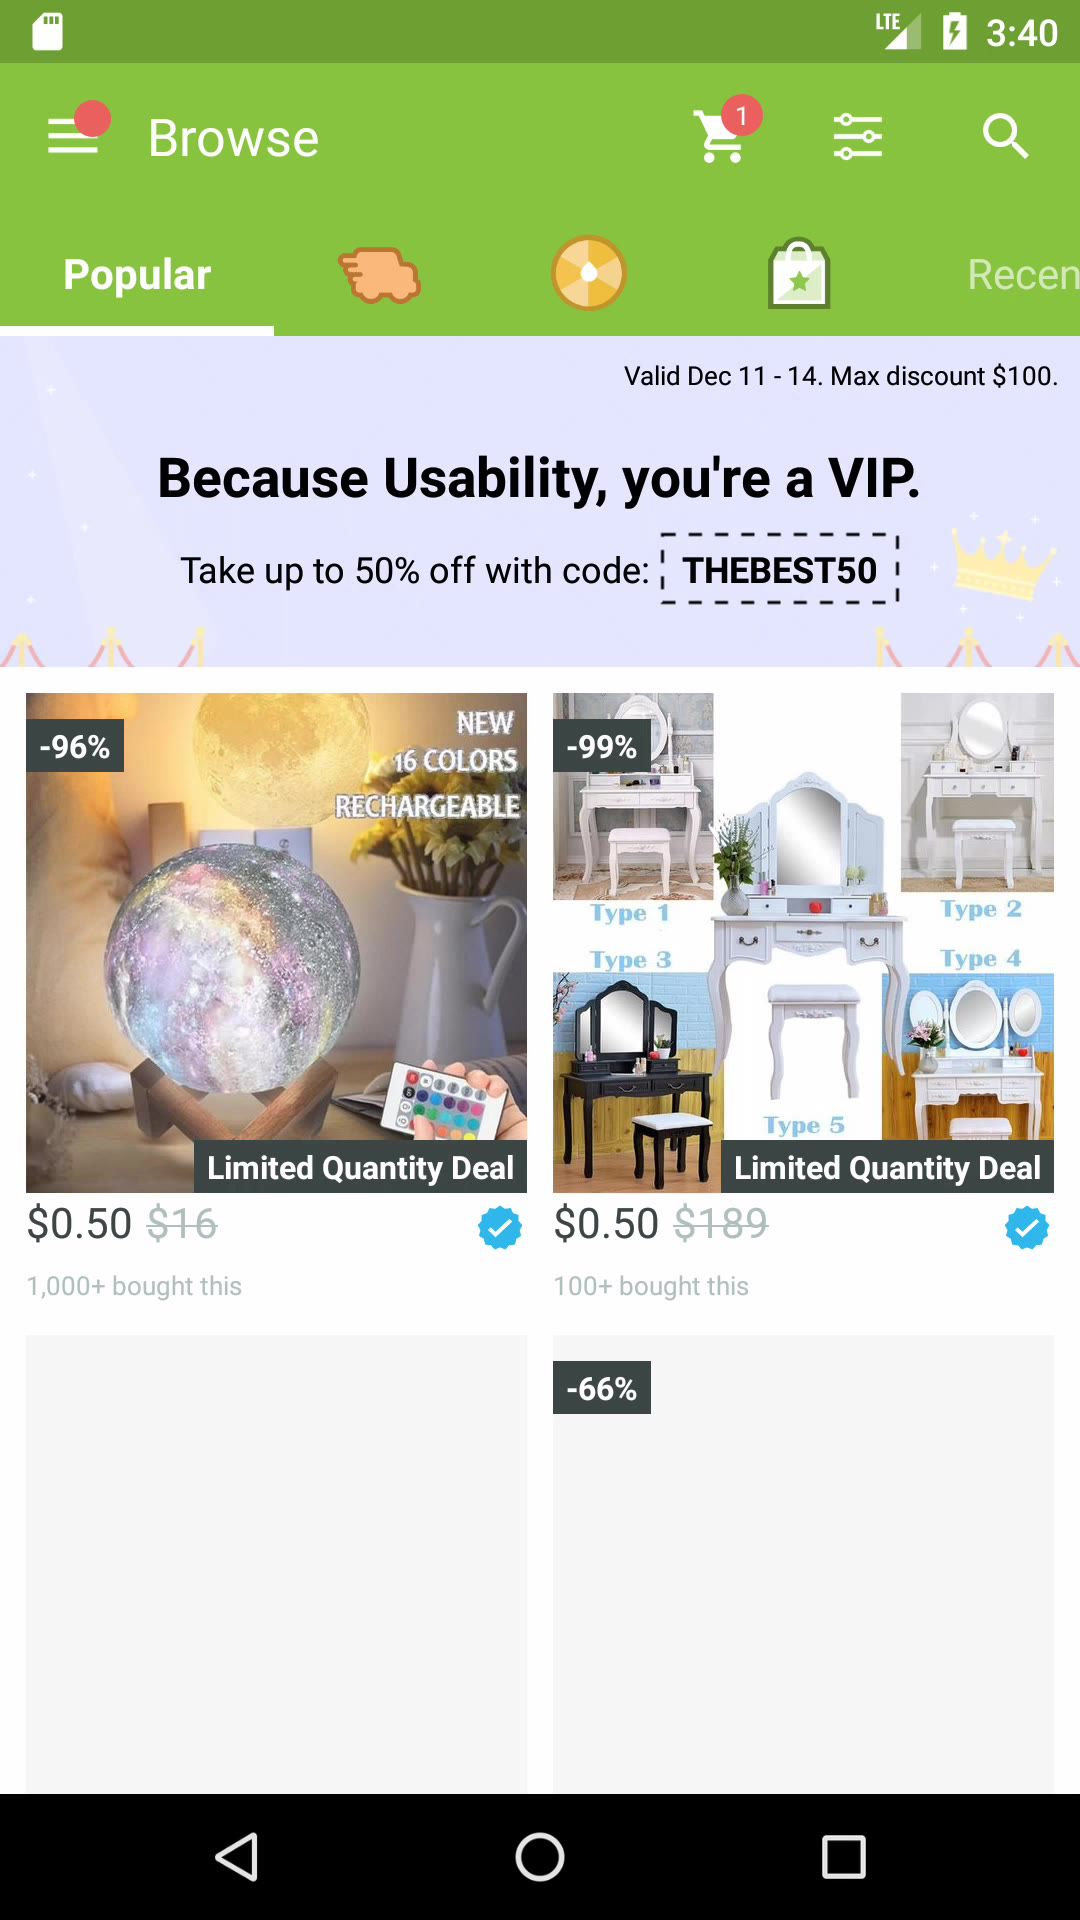 LTE 3:40
Browse 1
Popular Recen
Valid Dec 11 - 14. Max discount $100.
Because Usability, you're a VIP.
Take up to 50% off with code: THEBEST50
-96%
NEW
16 COLORS
RECHARGEABLE
Limited Quantity Deal
$0.50 $16
1,000+ bought this
-99%
Type 1
Type 2
Type 3
Type 4
Type 5
Limited Quantity Deal
$0.50 $189
100+ bought this
-66%